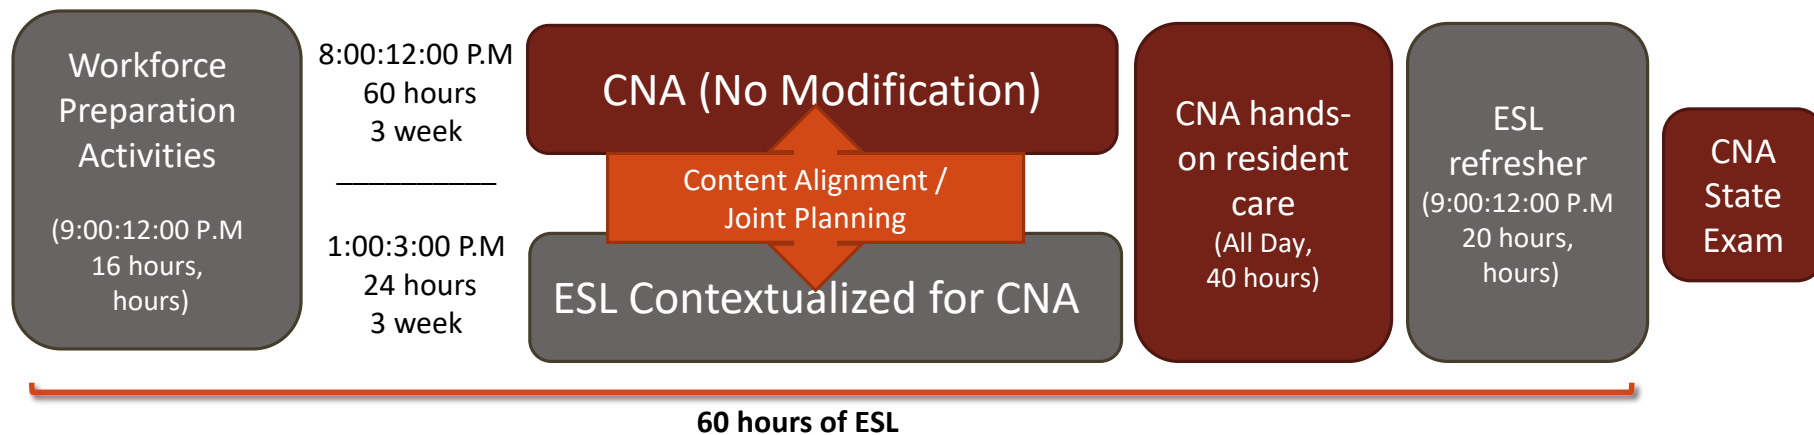 Workforce
Preparation
Activities
(9:00:12:00 P.M
16 hours,
hours)
8:00:12:00 P.M
60 hours
3 week
___________
1:00:3:00 P.M
24 hours
3 week
CNA (No Modification)
Content Alignment /
Joint Planning
ESL Contextualized for CNA
CNA hands-
on resident
care
(All Day,
40 hours)
ESL
refresher
(9:00:12:00 P.M
20 hours,
hours)
CNA
State
Exam
60 hours of ESL